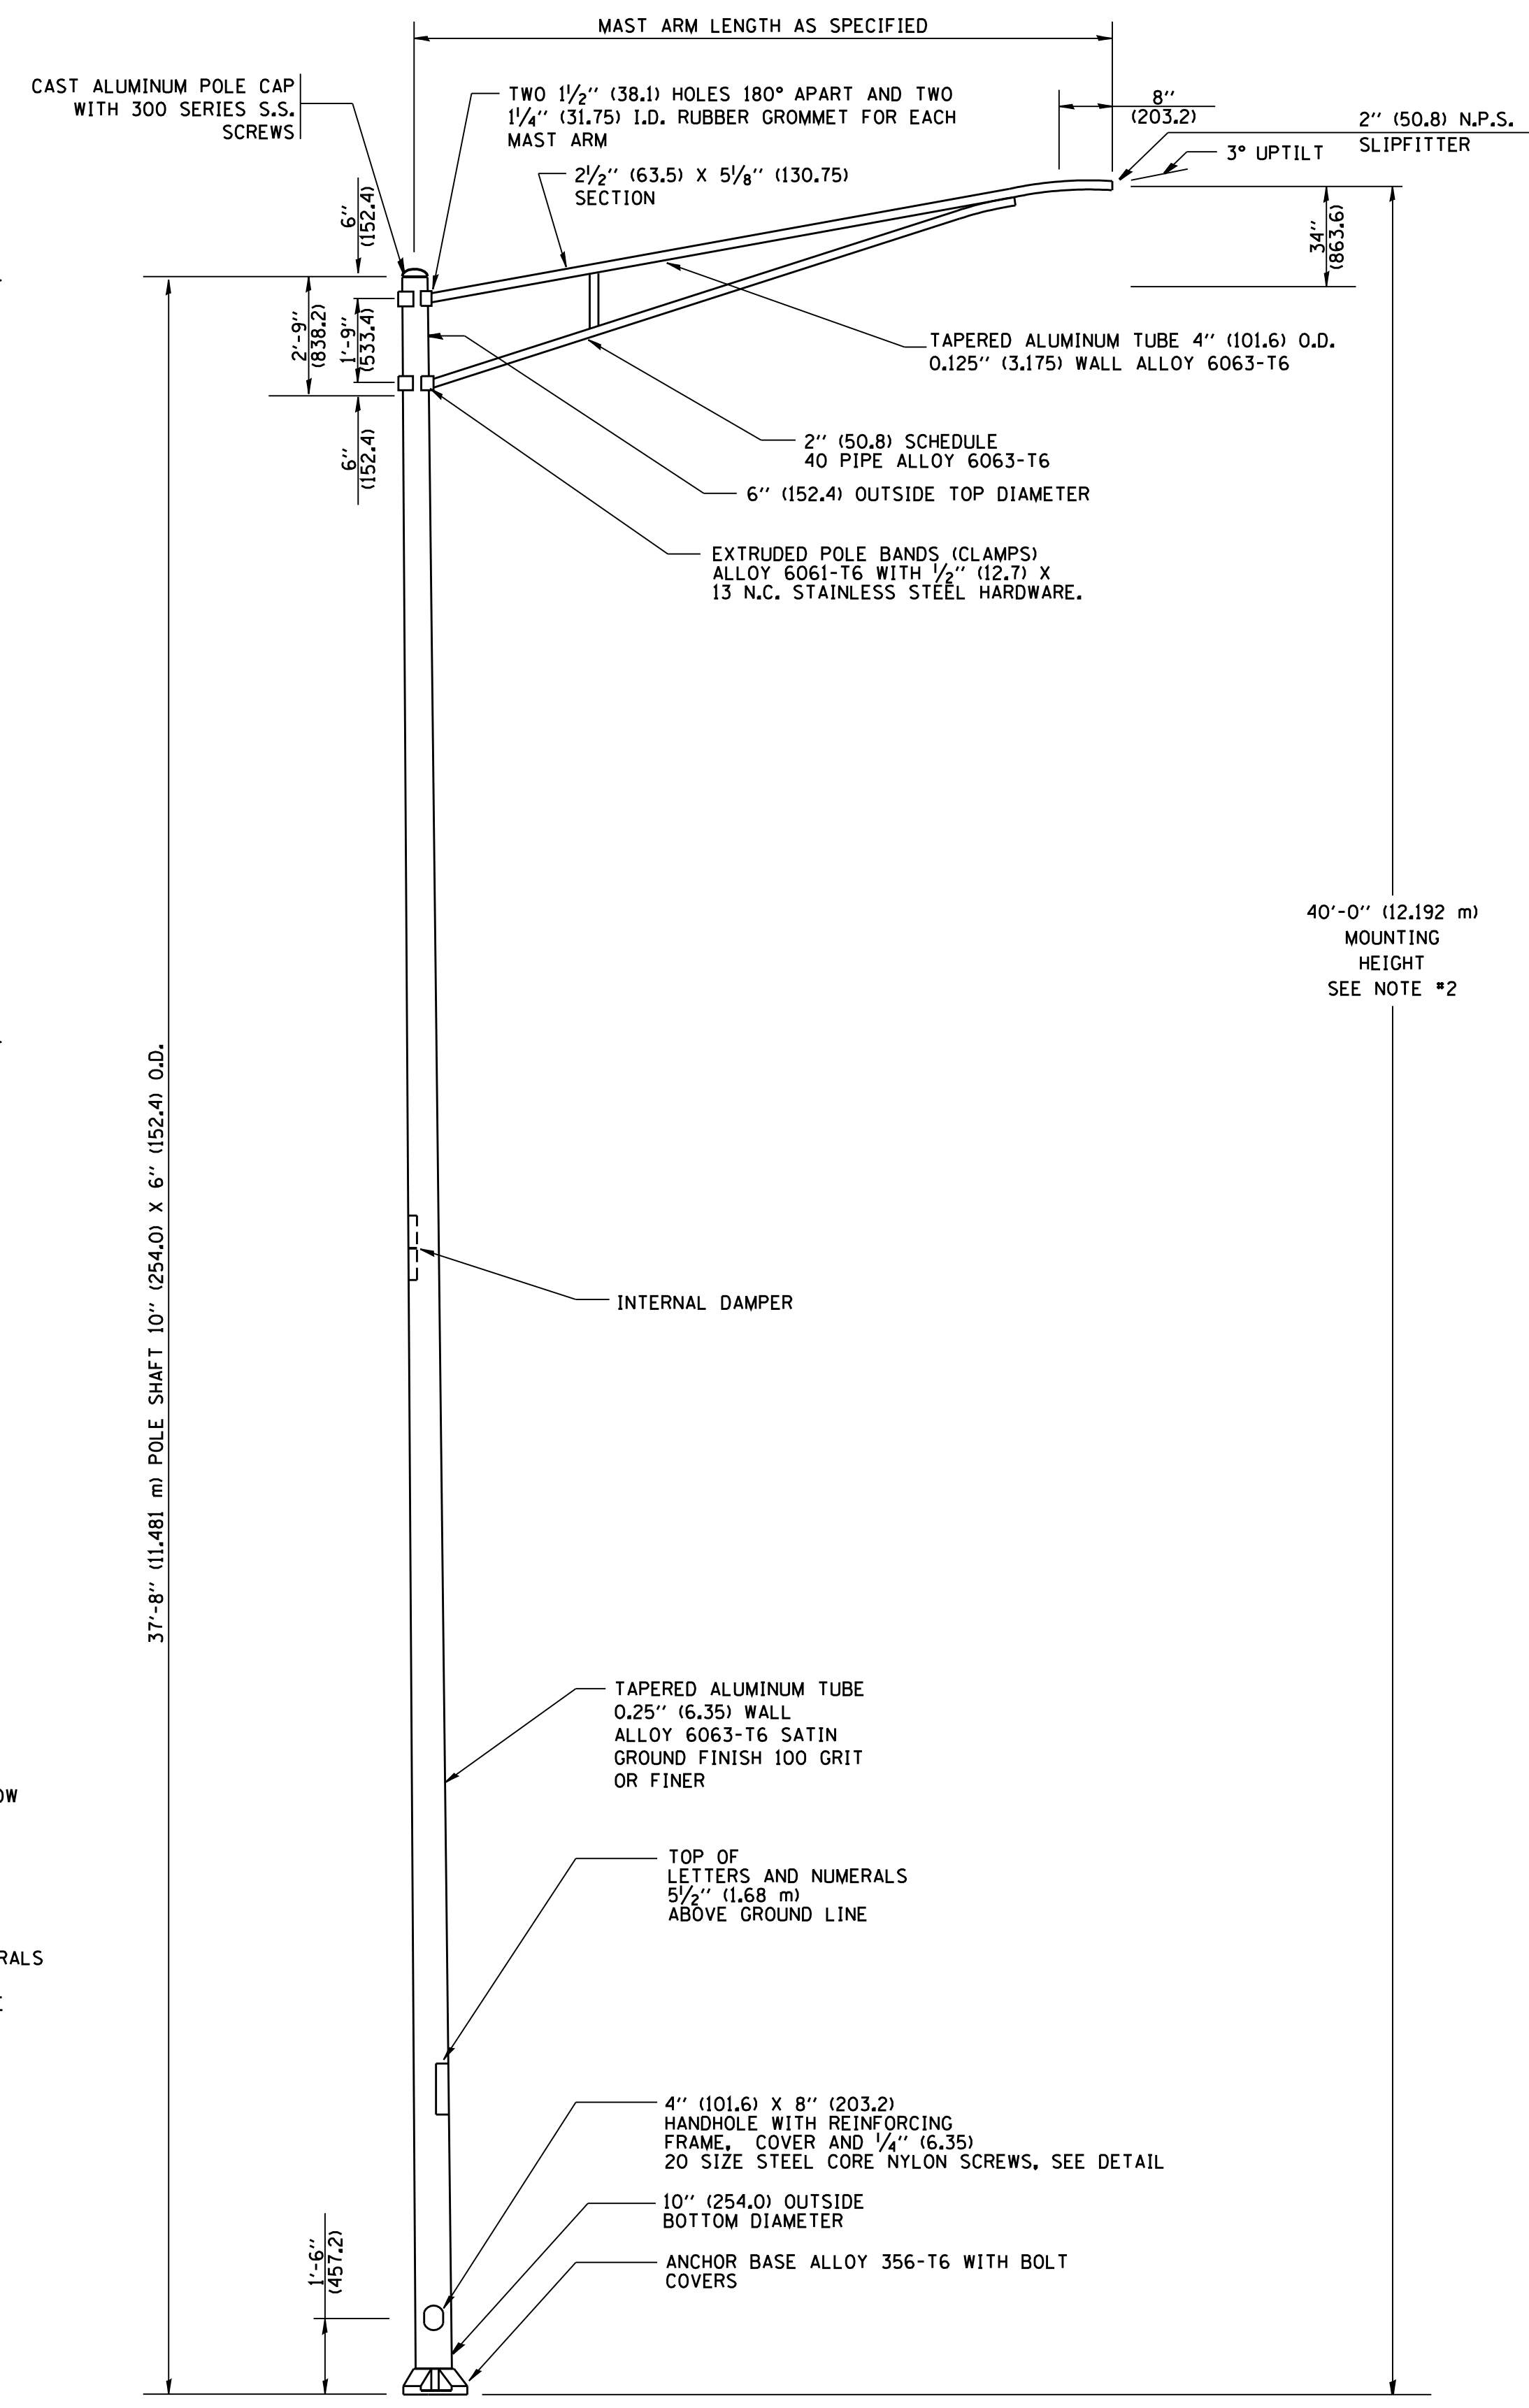 MAST ARM LENGTH AS SPECIFIED
CAST ALUMINUM POLE CAP
WITH 300 SERIES S.S.
SCREWS
TWO 1½" (38.1) HOLES 180° APART AND TWO
1¼" (31.75) I.D. RUBBER GROMMET FOR EACH
MAST ARM
8"
(203.2)
2" (50.8) N.P.S.
SLIPFITTER
3° UPTILT
2½" (63.5) X 5⅛" (130.75)
SECTION
6"
(152.4)
34"
(863.6)
2'-9"
(838.2)
1'-9"
(533.4)
TAPERED ALUMINUM TUBE 4" (101.6) O.D.
0.125" (3.175) WALL ALLOY 6063-T6
6"
(152.4)
2" (50.8) SCHEDULE
40 PIPE ALLOY 6063-T6
6" (152.4) OUTSIDE TOP DIAMETER
EXTRUDED POLE BANDS (CLAMPS)
ALLOY 6061-T6 WITH ½" (12.7) X
13 N.C. STAINLESS STEEL HARDWARE.
40'-0" (12.192 m)
MOUNTING
HEIGHT
SEE NOTE #2
37'-8" (11.481 m) POLE SHAFT 10" (254.0) X 6" (152.4) O.D.
INTERNAL DAMPER
TAPERED ALUMINUM TUBE
0.25" (6.35) WALL
ALLOY 6063-T6 SATIN
GROUND FINISH 100 GRIT
OR FINER
OW
TOP OF
LETTERS AND NUMERALS
5½" (1.68 m)
ABOVE GROUND LINE
RALS
4" (101.6) X 8" (203.2)
HANDHOLE WITH REINFORCING
FRAME, COVER AND ¼" (6.35)
20 SIZE STEEL CORE NYLON SCREWS, SEE DETAIL
10" (254.0) OUTSIDE
BOTTOM DIAMETER
1'-6"
(457.2)
ANCHOR BASE ALLOY 356-T6 WITH BOLT
COVERS